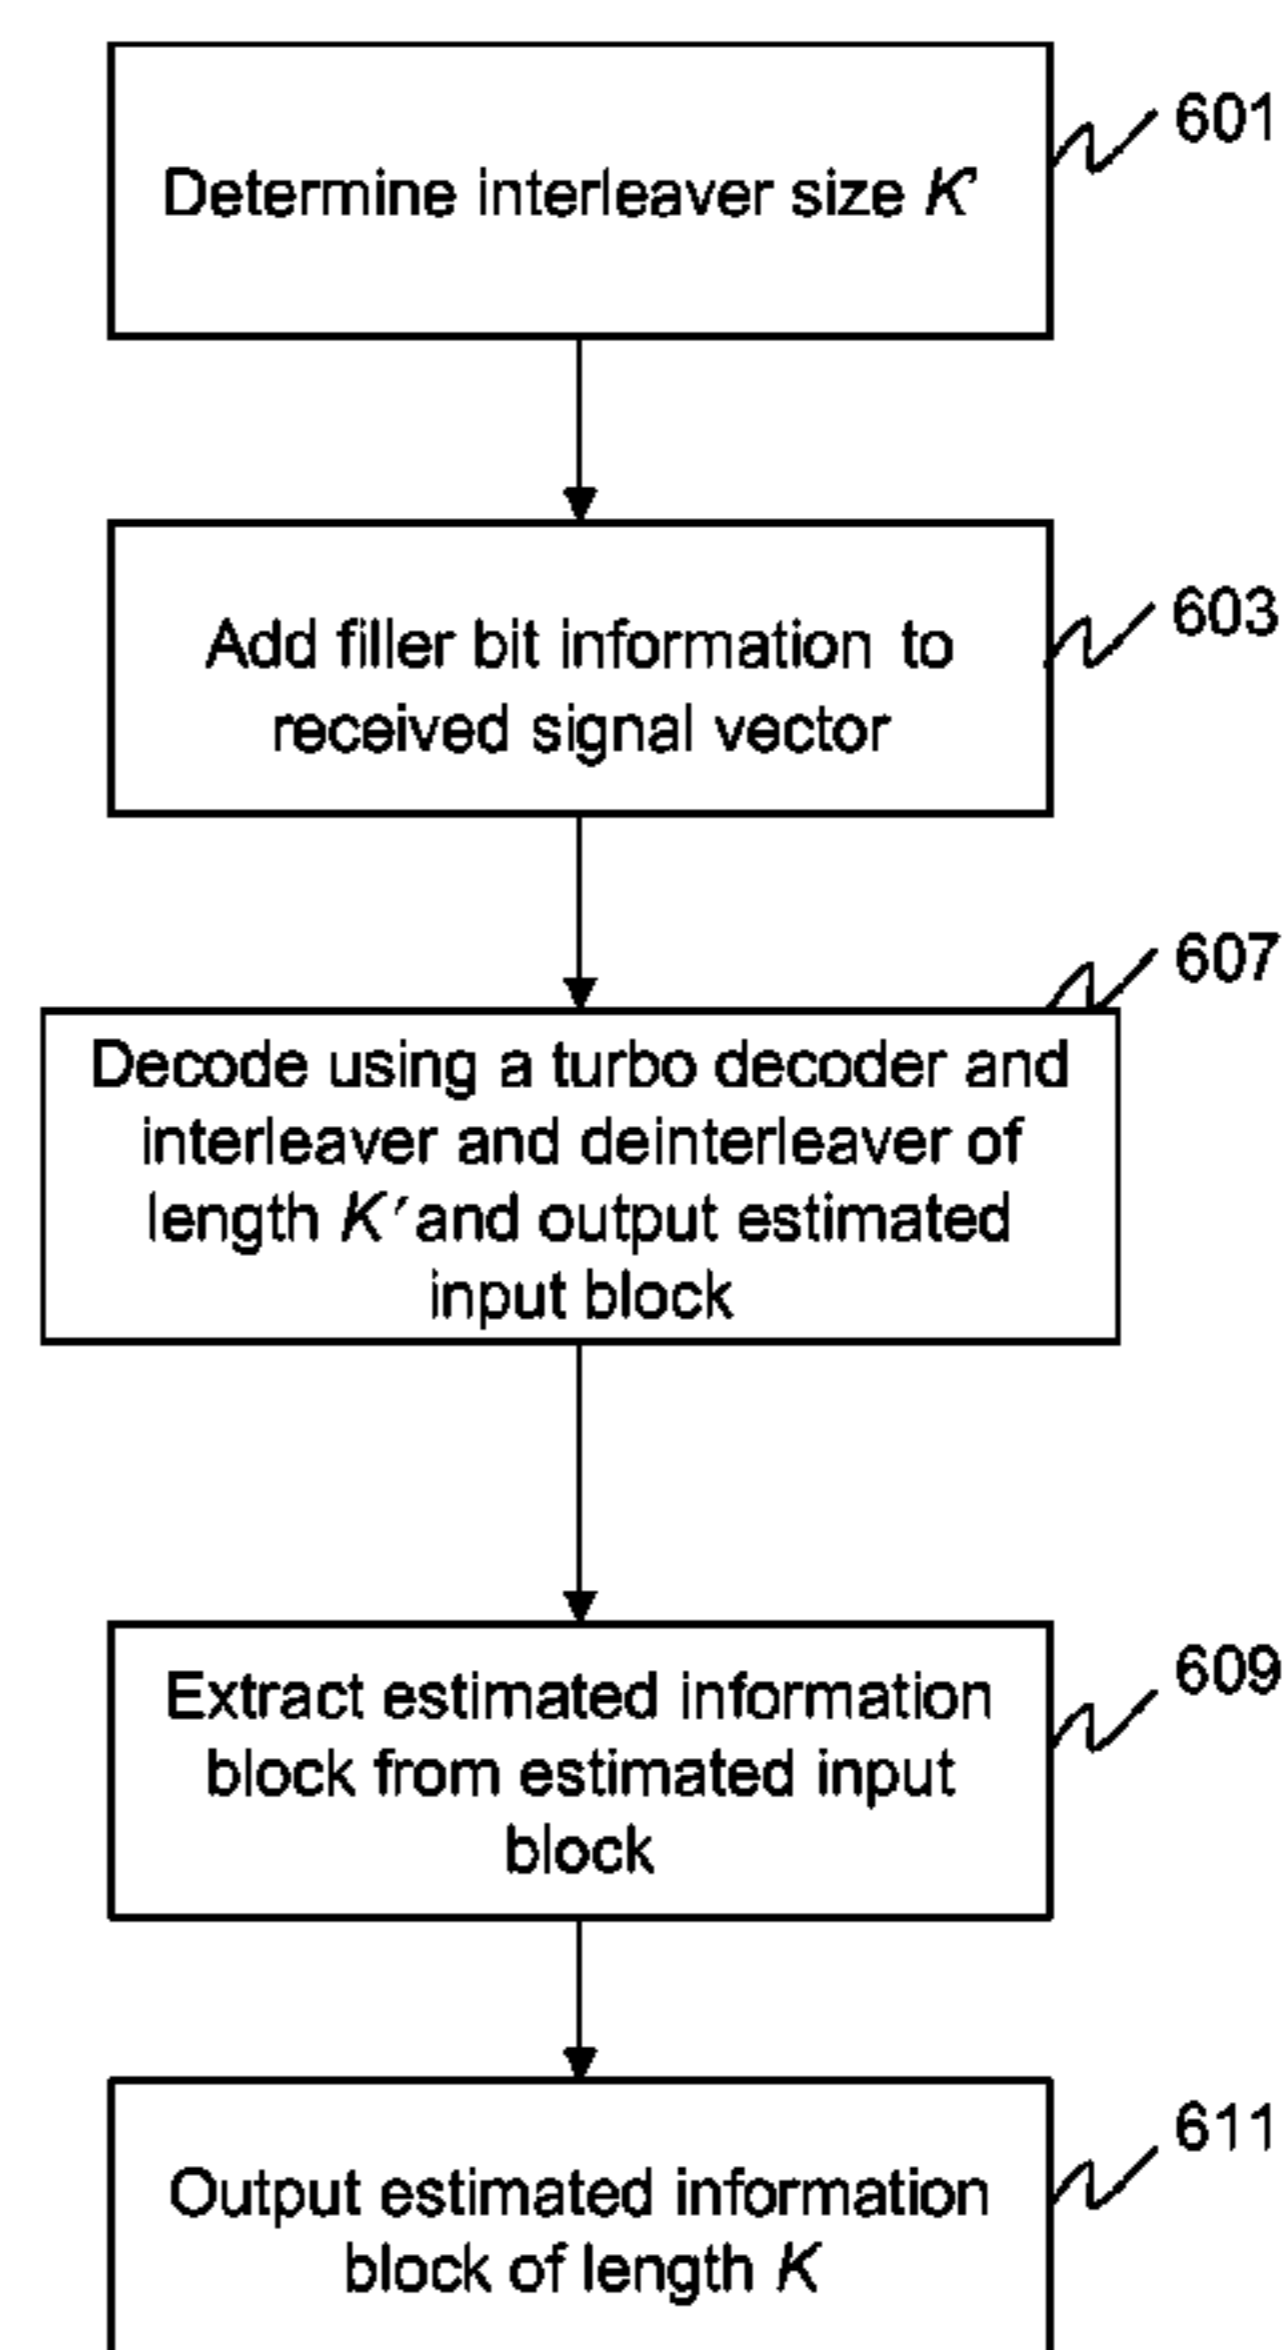 601
Determine interleaver size K'
603
Add filler bit information to
received signal vector
607
Decode using a turbo decoder and
interleaver and deinterleaver of
length K' and output estimated
input block
609
Extract estimated information
block from estimated input
block
611
Output estimated information
block of length K